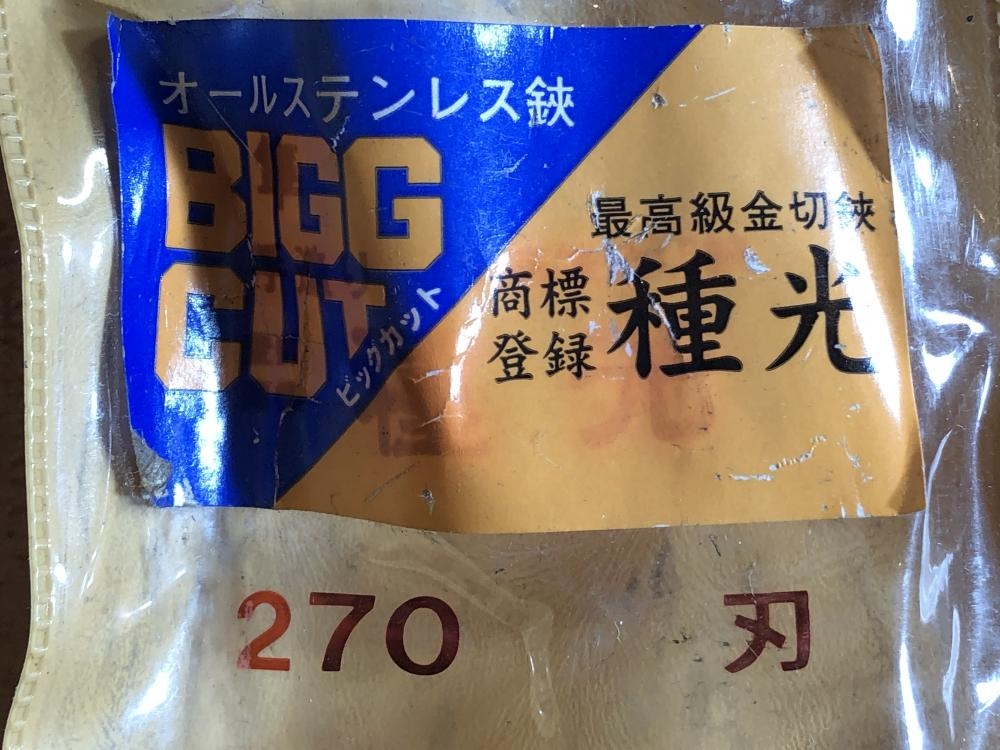 オールステンレス鋏
BIGG
CUT
ビッグカット
最高級金切鋏
商標
登録
種光
270 刃